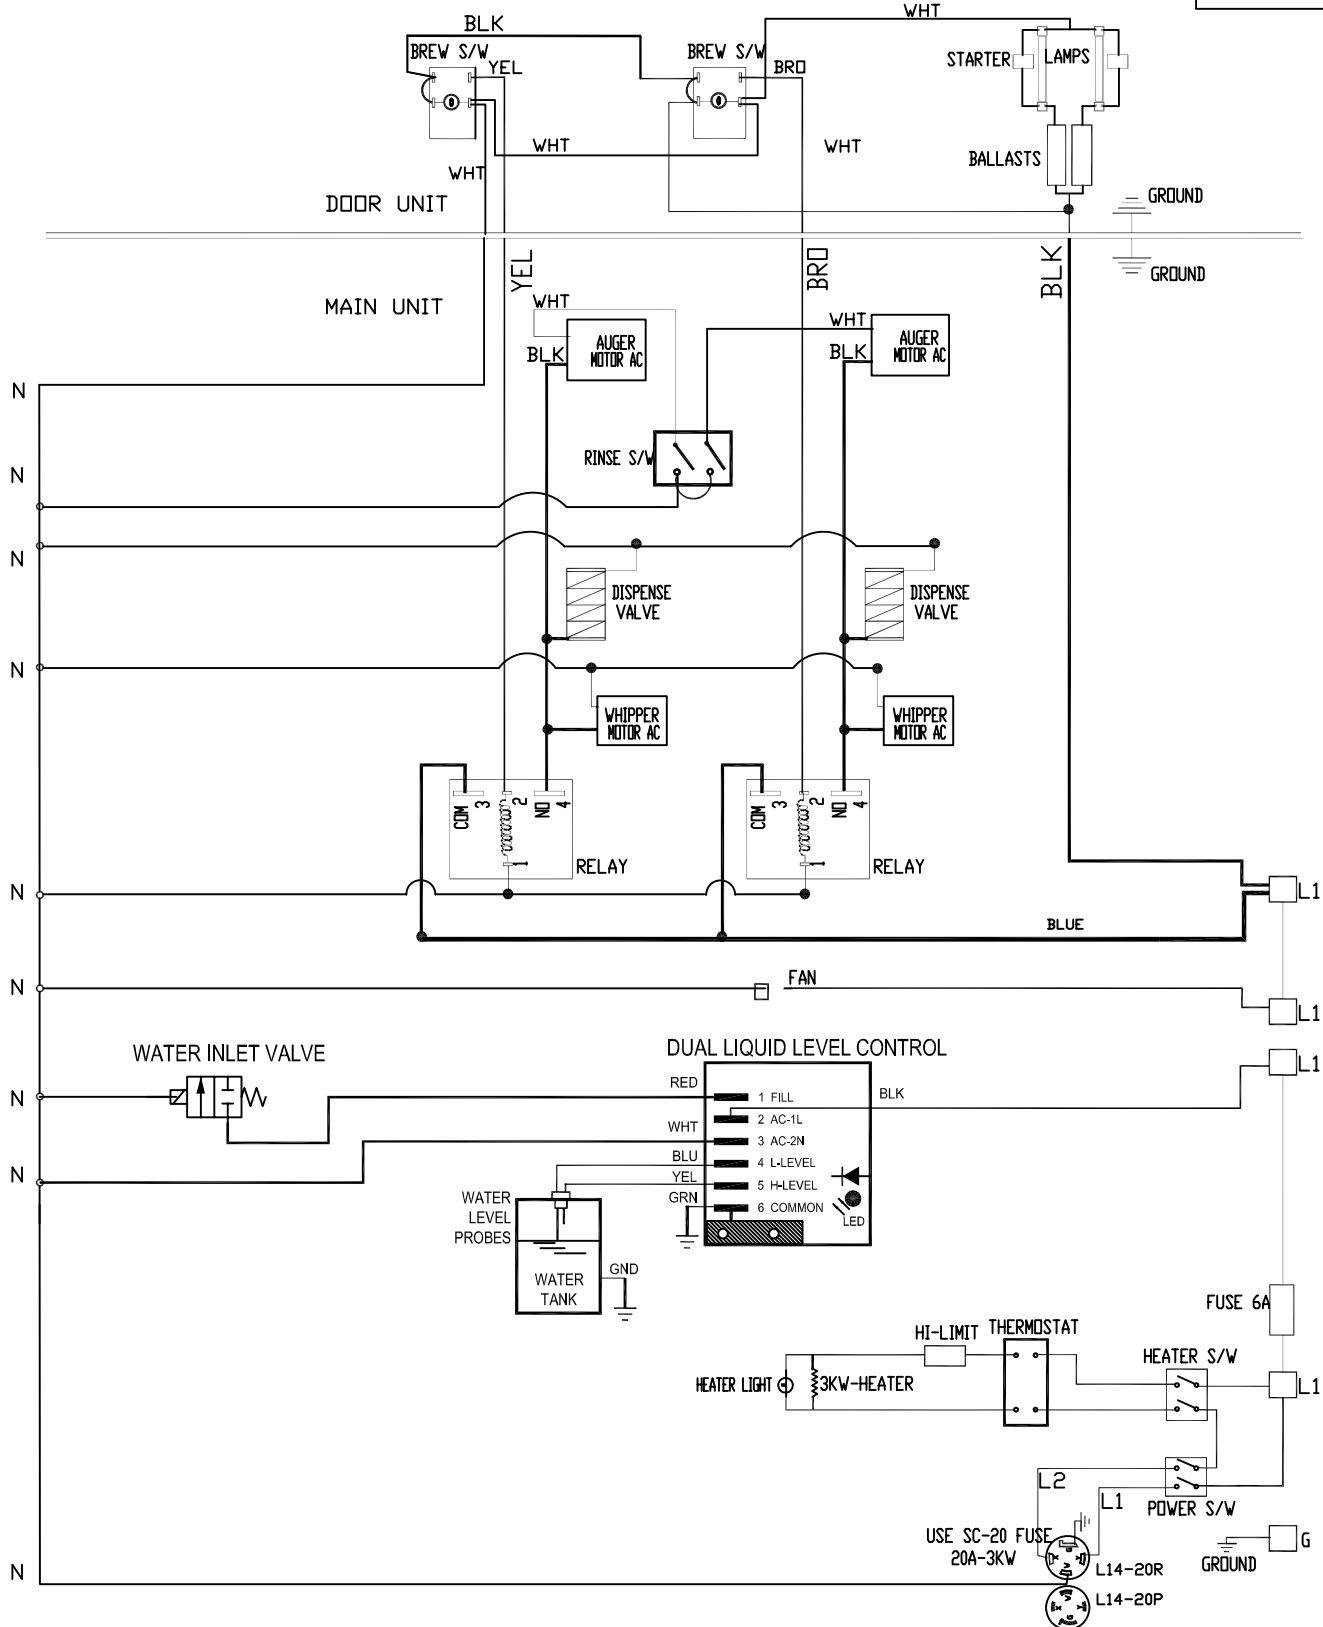 WHT
BLK
BREW S/W
BREW S/W
STARTER
LAMPS
YEL
BRO
WHT
WHT
BALLASTS
WHT
GROUND
DOOR UNIT
YEL
BRO
BLK
GROUND
MAIN UNIT
WHT
WHT
AUGER
MOTOR AC
AUGER
MOTOR AC
BLK
BLK
N
RINSE S/W
N
N
DISPENSE
VALVE
DISPENSE
VALVE
N
WHIPPER
MOTOR AC
WHIPPER
MOTOR AC
COM
3
2
NO
4
1
RELAY
COM
3
2
NO
4
1
RELAY
N
L1
BLUE
N
FAN
L1
WATER INLET VALVE
DUAL LIQUID LEVEL CONTROL
L1
RED
1 FILL
BLK
N
2 AC-1L
WHT
3 AC-2N
BLU
4 L-LEVEL
N
YEL
5 H-LEVEL
GRN
6 COMMON
LED
WATER
LEVEL
PROBES
GND
WATER
TANK
FUSE 6A
HI-LIMIT
THERMOSTAT
HEATER S/W
HEATER LIGHT
3KW-HEATER
L1
L2
L1
POWER S/W
USE SC-20 FUSE
20A-3KW
G
GROUND
L14-20R
N
L14-20P